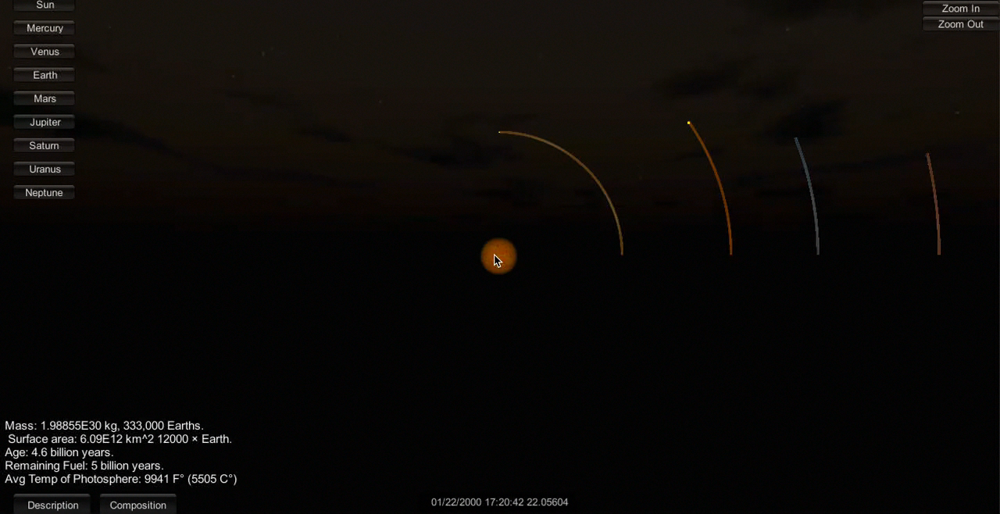 Sun
Mercury
Venus
Earth
Mars
Jupiter
Saturn
Uranus
Neptune
Zoom In
Zoom Out
Mass: 1.98855E30 kg, 333,000 Earths.
Surface area: 6.09E12 km^2 12000 × Earth.
Age: 4.6 billion years.
Remaining Fuel: 5 billion years.
Avg Temp of Photosphere: 9941 F° (5505 C°)
Description
Composition
01/22/2000 17:20:42 22.05604